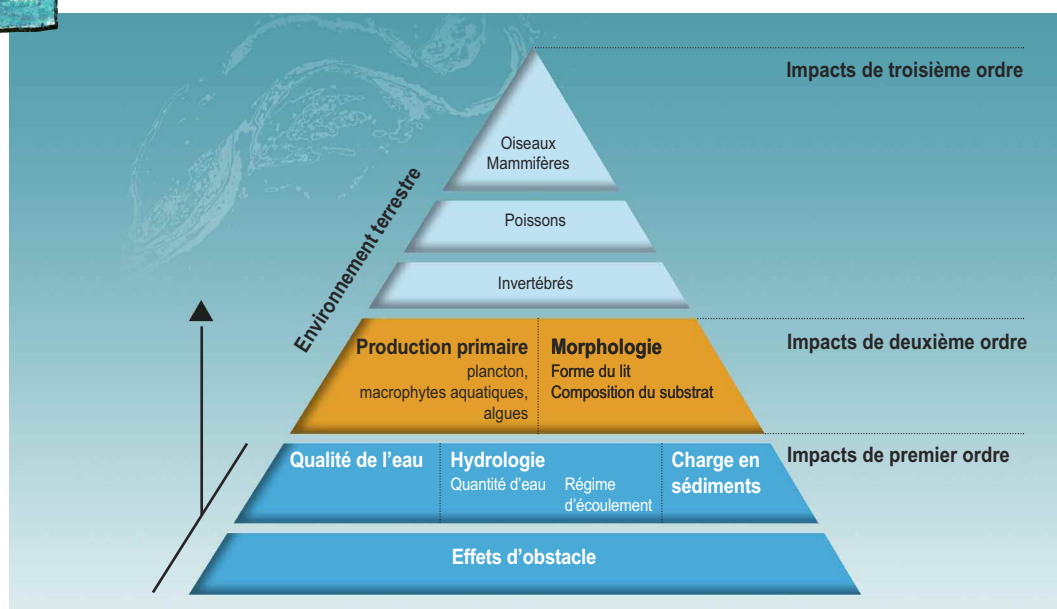 Impacts de troisième ordre
Oiseaux
Mammifères
Poissons
Environnement terrestre
Invertébrés
Impacts de deuxième ordre
Production primaire
plancton,
macrophytes aquatiques,
algues
Morphologie
Forme du lit
Composition du substrat
Impacts de premier ordre
Qualité de l'eau
Hydrologie
Quantité d'eau
Régime
d'écoulement
Charge en
sédiments
Effets d'obstacle